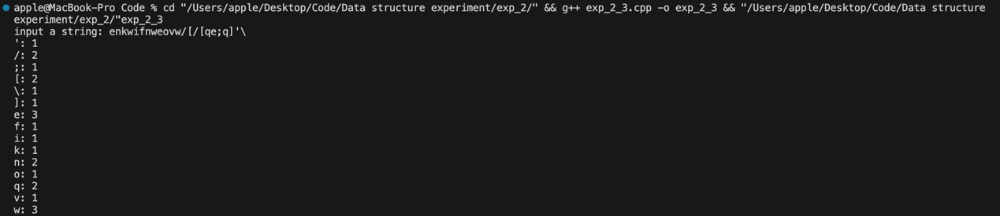 apple@MacBook-Pro Code % cd "/Users/apple/Desktop/Code/Data structure experiment/exp_2/" && g++ exp_2_3.cpp -o exp_2_3 && "/Users/apple/Desktop/Code/Data structure
experiment/exp_2/"exp_2_3
input a string: enkwifnweovw/[/[qe;q]'\
': 1
/: 2
;: 1
[: 2
\: 1
]: 1
e: 3
f: 1
i: 1
k: 1
n: 2
o: 1
q: 2
v: 1
w: 3